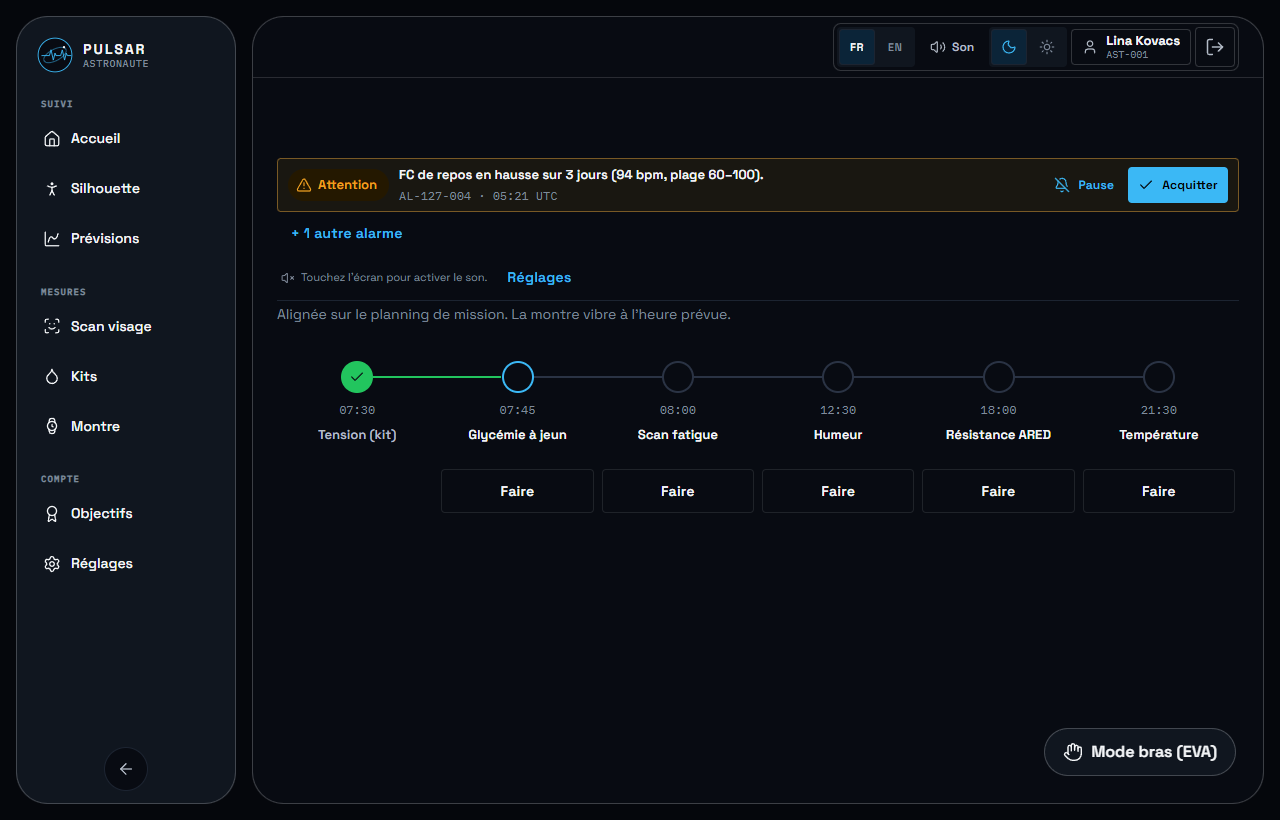 PULSAR
ASTRONAUTE
SUIVI
Accueil
Silhouette
Prévisions
MESURES
Scan visage
Kits
Montre
COMPTE
Objectifs
Réglages
FR
EN
Son
Lina Kovacs
AST-001
Attention
FC de repos en hausse sur 3 jours (94 bpm, plage 60–100).
AL-127-004 · 05:21 UTC
Pause
Acquitter
+ 1 autre alarme
Touchez l'écran pour activer le son.
Réglages
Alignée sur le planning de mission. La montre vibre à l'heure prévue.
07:30
Tension (kit)
07:45
Glycémie à jeun
Faire
08:00
Scan fatigue
Faire
12:30
Humeur
Faire
18:00
Résistance ARED
Faire
21:30
Température
Faire
Mode bras (EVA)